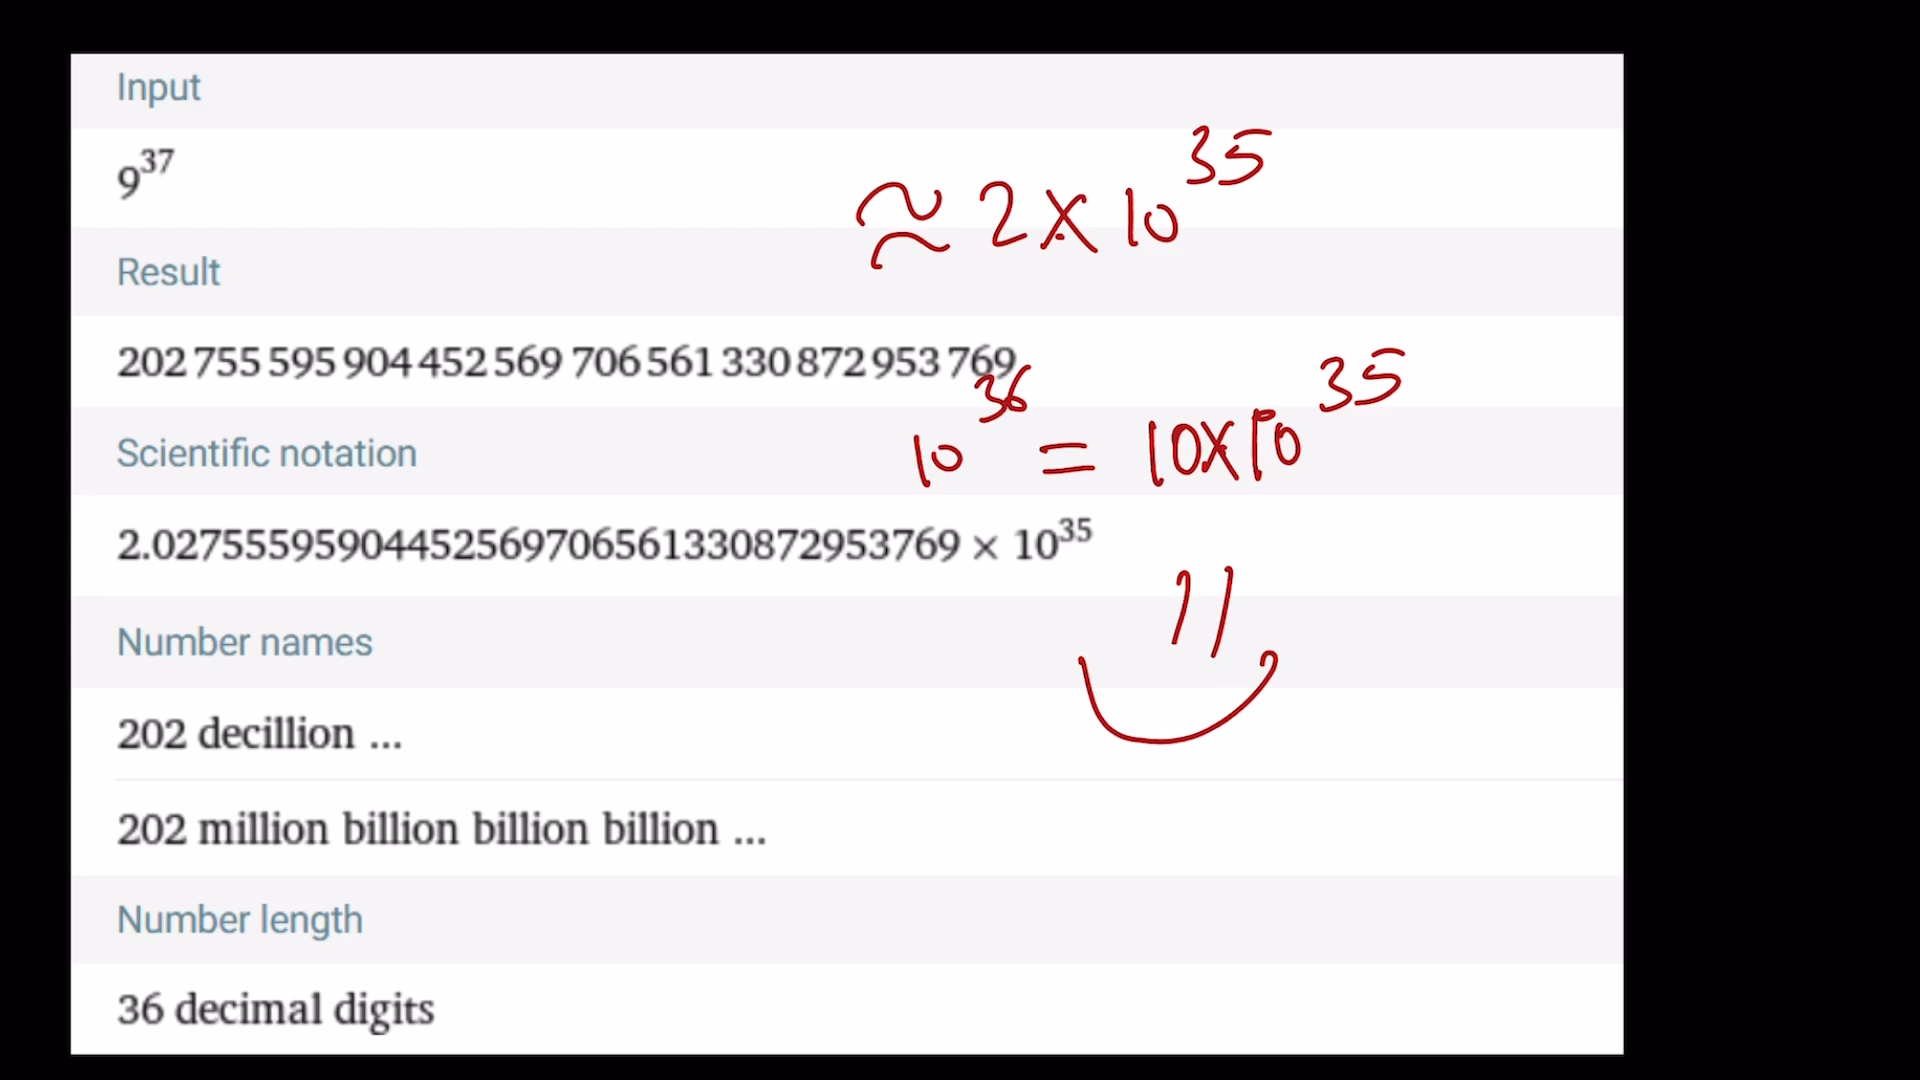 Input
9^37
≈ 2 × 10^35
Result
202 755 595 904 452 569 706 561 330 872 953 769
10^36 = 10×10^35
Scientific notation
2.02755595904452569706561330872953769 × 10^35
Number names
202 decillion ...
202 million billion billion billion ...
Number length
36 decimal digits